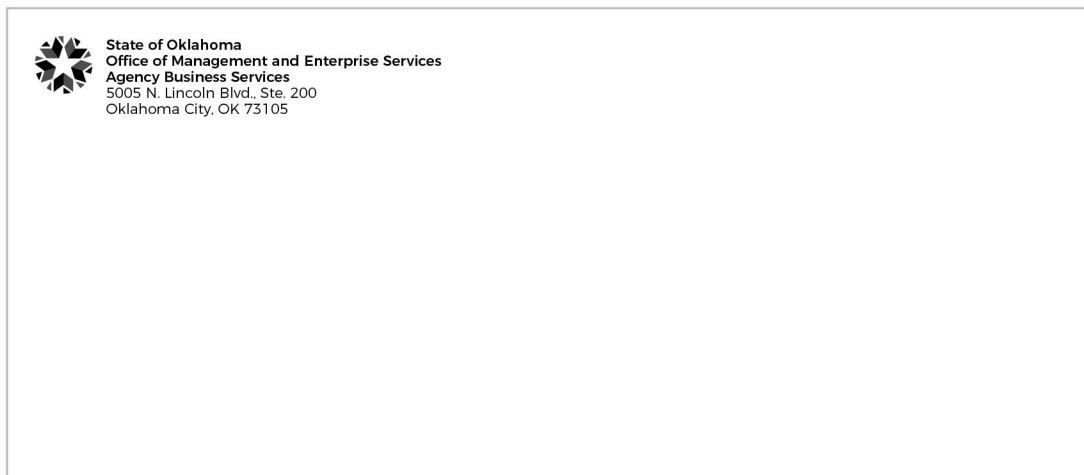 State of Oklahoma
Office of Management and Enterprise Services
Agency Business Services
5005 N. Lincoln Blvd., Ste. 200
Oklahoma City, OK 73105